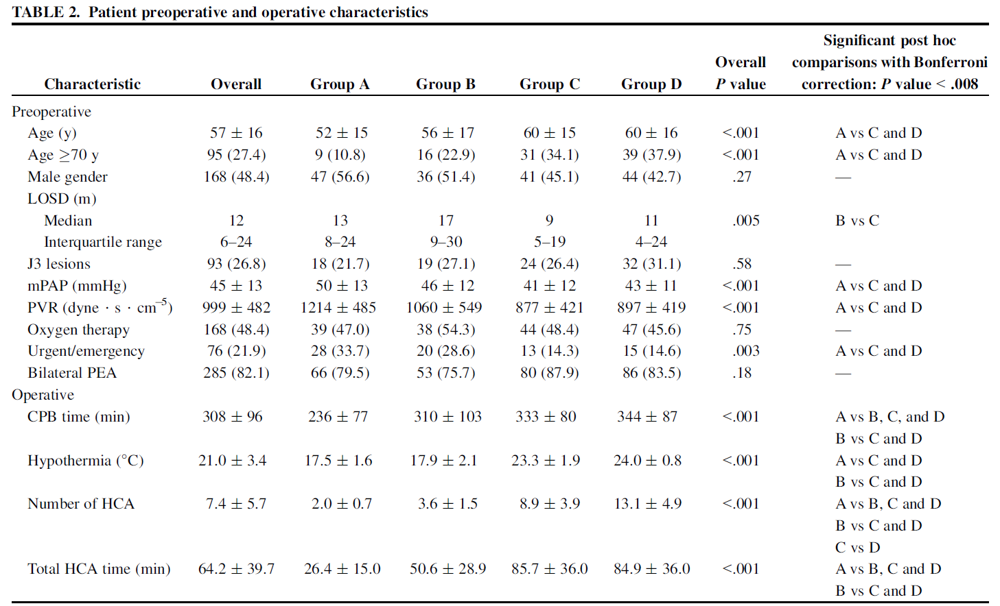 TABLE 2. Patient preoperative and operative characteristics
Significant post hoc
Overall comparisons with Bonferroni
Characteristic Overall Group A Group B Group C Group D P value correction: P value < .008
Preoperative
Age (y) 57 ± 16 52 ± 15 56 ± 17 60 ± 15 60 ± 16 <.001 A vs C and D
Age ≥70 y 95 (27.4) 9 (10.8) 16 (22.9) 31 (34.1) 39 (37.9) <.001 A vs C and D
Male gender 168 (48.4) 47 (56.6) 36 (51.4) 41 (45.1) 44 (42.7) .27 —
LOSD (m)
Median 12 13 17 9 11 .005 B vs C
Interquartile range 6–24 8–24 9–30 5–19 4–24
J3 lesions 93 (26.8) 18 (21.7) 19 (27.1) 24 (26.4) 32 (31.1) .58 —
mPAP (mmHg) 45 ± 13 50 ± 13 46 ± 12 41 ± 12 43 ± 11 <.001 A vs C and D
PVR (dyne · s · cm⁻⁵) 999 ± 482 1214 ± 485 1060 ± 549 877 ± 421 897 ± 419 <.001 A vs C and D
Oxygen therapy 168 (48.4) 39 (47.0) 38 (54.3) 44 (48.4) 47 (45.6) .75 —
Urgent/emergency 76 (21.9) 28 (33.7) 20 (28.6) 13 (14.3) 15 (14.6) .003 A vs C and D
Bilateral PEA 285 (82.1) 66 (79.5) 53 (75.7) 80 (87.9) 86 (83.5) .18 —
Operative
CPB time (min) 308 ± 96 236 ± 77 310 ± 103 333 ± 80 344 ± 87 <.001 A vs B, C, and D
B vs C and D
Hypothermia (°C) 21.0 ± 3.4 17.5 ± 1.6 17.9 ± 2.1 23.3 ± 1.9 24.0 ± 0.8 <.001 A vs C and D
B vs C and D
Number of HCA 7.4 ± 5.7 2.0 ± 0.7 3.6 ± 1.5 8.9 ± 3.9 13.1 ± 4.9 <.001 A vs B, C and D
B vs C and D
C vs D
Total HCA time (min) 64.2 ± 39.7 26.4 ± 15.0 50.6 ± 28.9 85.7 ± 36.0 84.9 ± 36.0 <.001 A vs B, C and D
B vs C and D